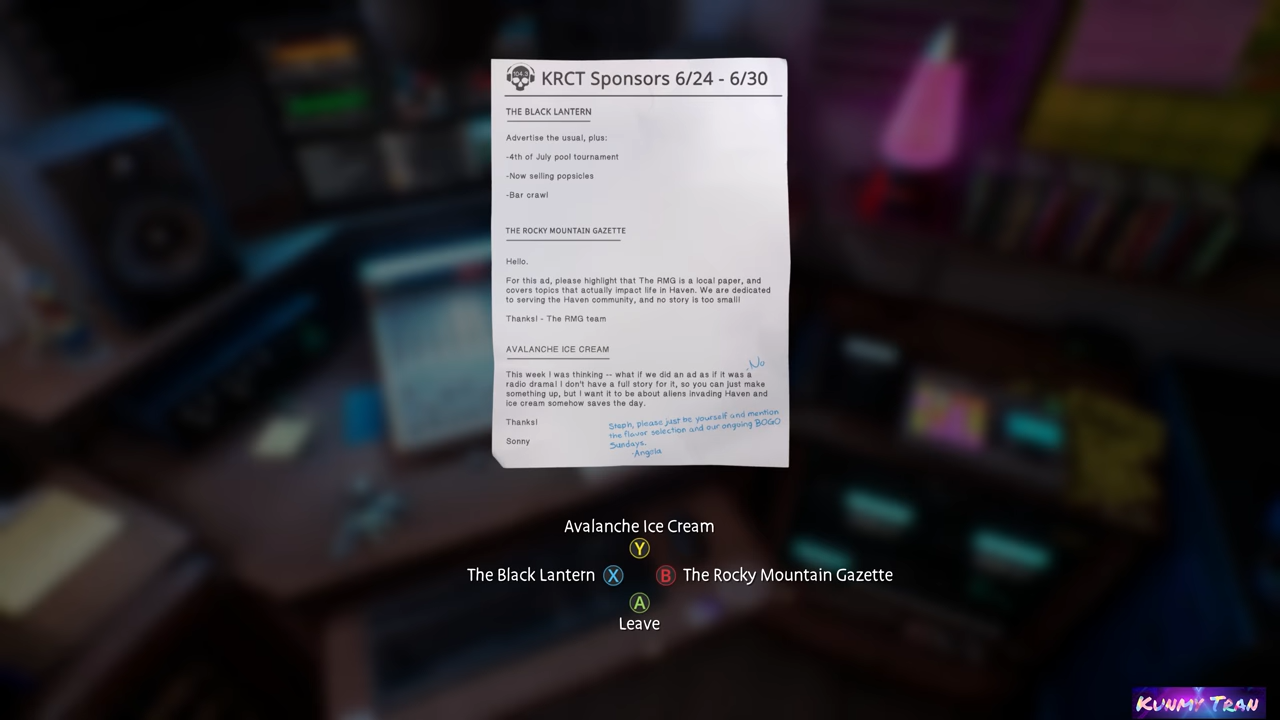 104.3
KRCT Sponsors 6/24 - 6/30
THE BLACK LANTERN
Advertise the usual, plus:
-4th of July pool tournament
-Now selling popsicles
-Bar crawl
THE ROCKY MOUNTAIN GAZETTE
Hello.
For this ad, please highlight that The RMG is a local paper, and
covers topics that actually impact life in Haven. We are dedicated
to serving the Haven community, and no story is too small!
Thanks! - The RMG team
AVALANCHE ICE CREAM
-No
This week I was thinking -- what if we did an ad as if it was a
radio drama! I don't have a full story for it, so you can just make
something up, but I want it to be about aliens invading Haven and
ice cream somehow saves the day.
Thanks!
Sonny
Steph, please just be yourself and mention
the flavor selection and our ongoing BOGO
Sundays.
-Angela
Avalanche Ice Cream
Y
The Black Lantern X B The Rocky Mountain Gazette
A
Leave
KUNMY TRAN